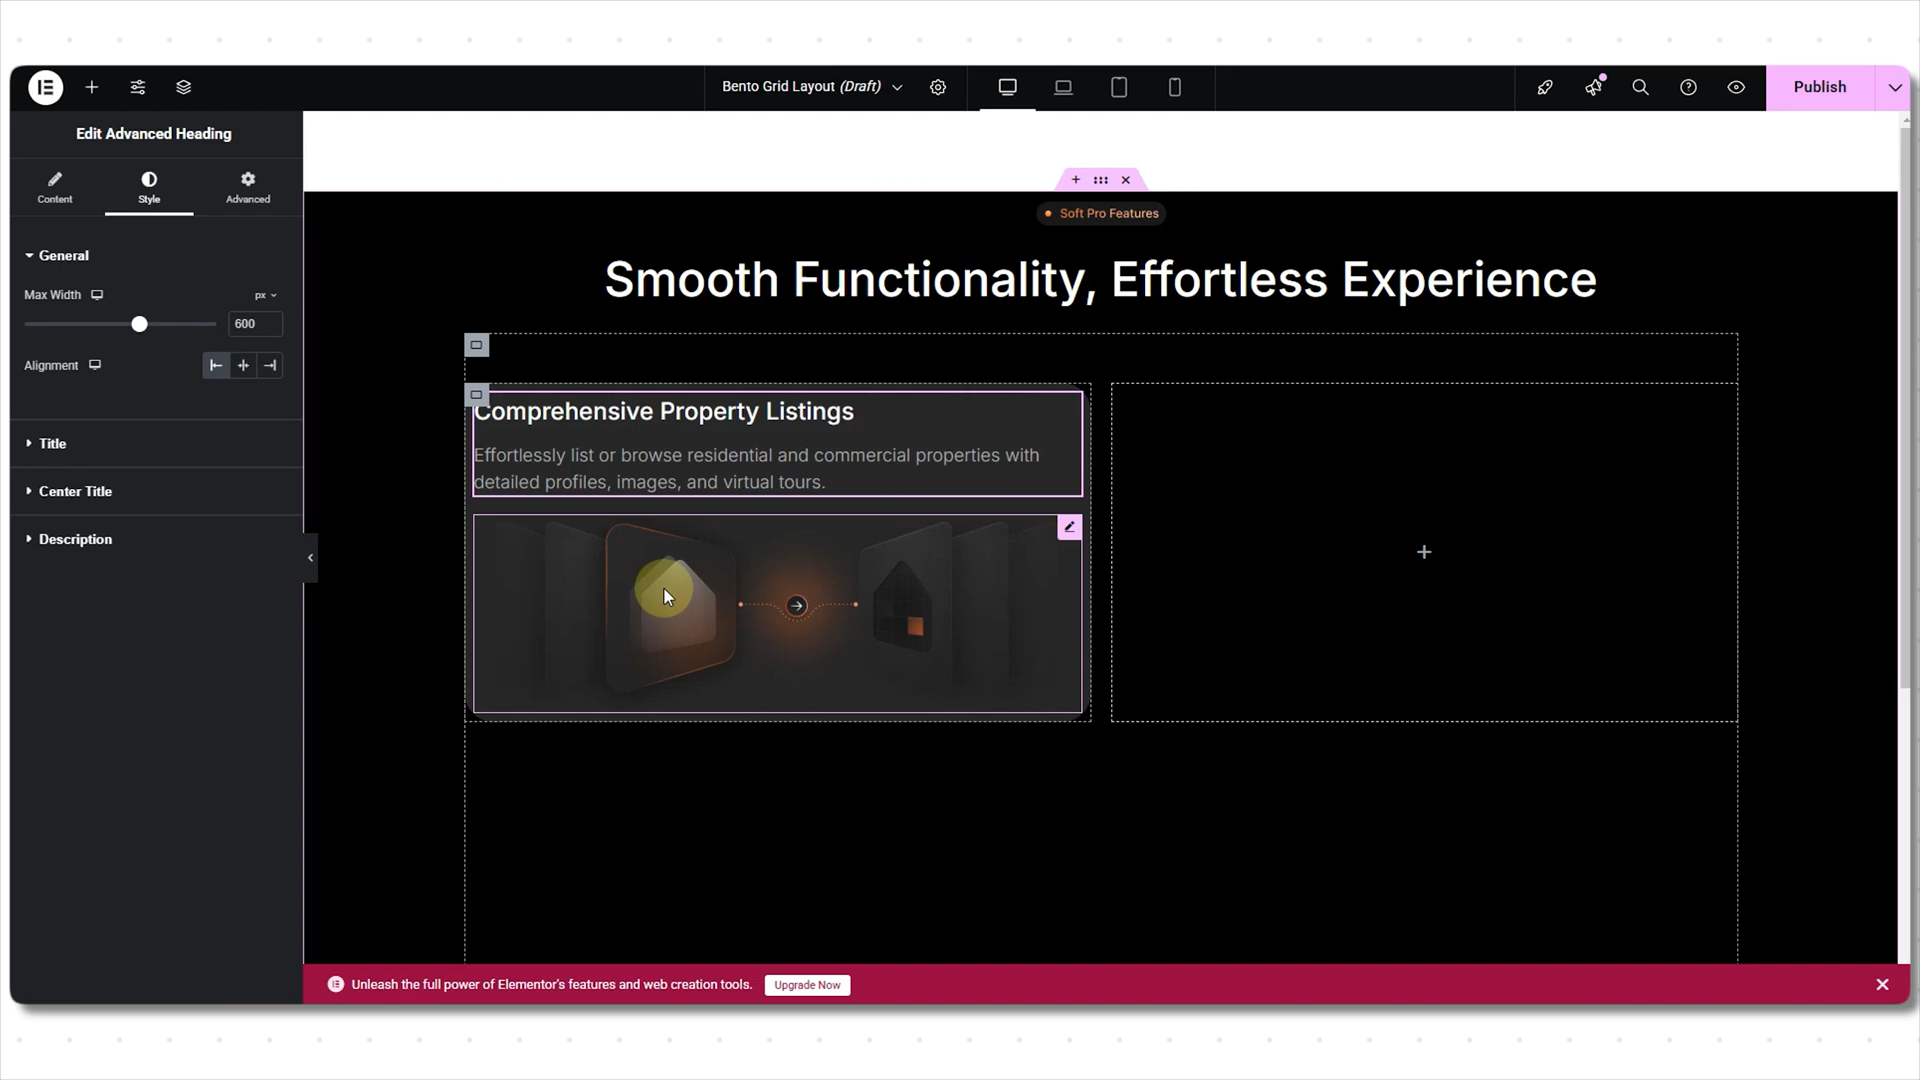 Bento Grid Layout (Draft)
Publish
Edit Advanced Heading
Content
Style
Advanced
General
Max Width
px
600
Alignment
Title
Center Title
Description
Soft Pro Features
Smooth Functionality, Effortless Experience
Comprehensive Property Listings
Effortlessly list or browse residential and commercial properties with
detailed profiles, images, and virtual tours.
Unleash the full power of Elementor's features and web creation tools.
Upgrade Now